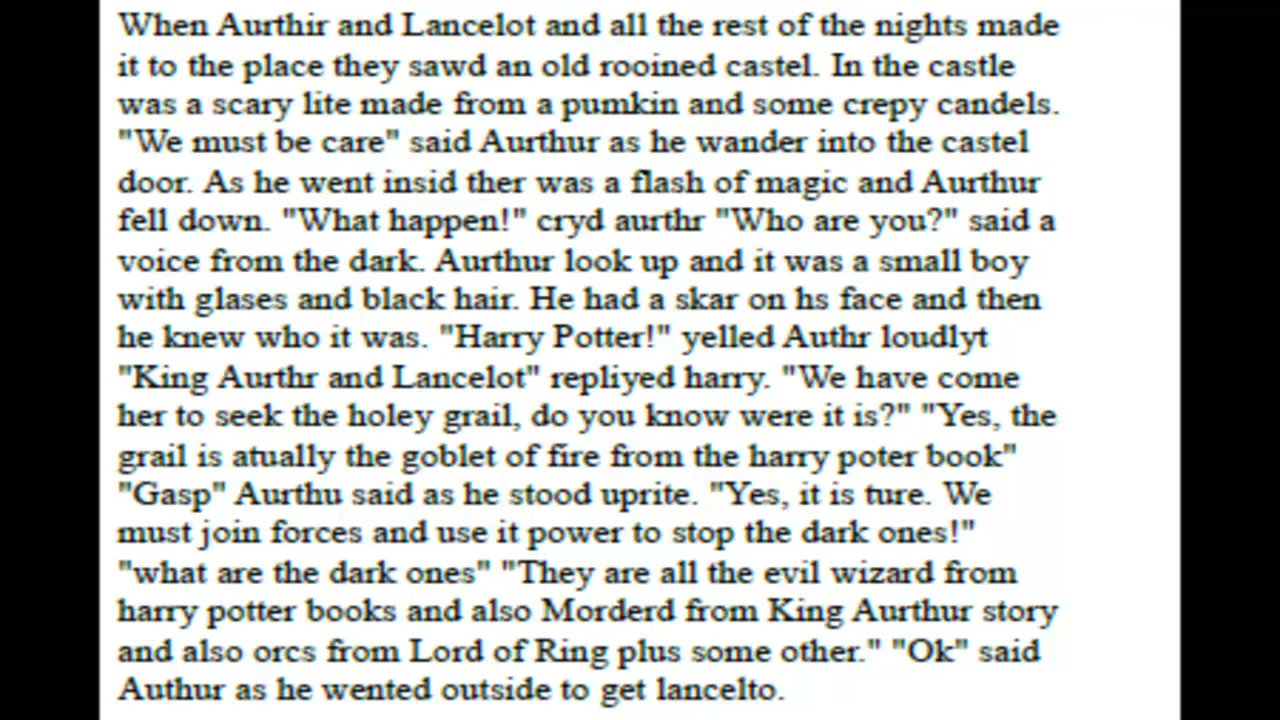 When Aurthir and Lancelot and all the rest of the nights made
it to the place they sawd an old rooined castel. In the castle
was a scary lite made from a pumkin and some crepy candels.
"We must be care" said Aurthur as he wander into the castel
door. As he went insid ther was a flash of magic and Aurthur
fell down. "What happen!" cryd aurthr "Who are you?" said a
voice from the dark. Aurthur look up and it was a small boy
with glases and black hair. He had a skar on hs face and then
he knew who it was. "Harry Potter!" yelled Authr loudlyt
"King Aurthr and Lancelot" repliyed harry. "We have come
her to seek the holey grail, do you know were it is?" "Yes, the
grail is atually the goblet of fire from the harry poter book"
"Gasp" Aurthu said as he stood uprite. "Yes, it is ture. We
must join forces and use it power to stop the dark ones!"
"what are the dark ones" "They are all the evil wizard from
harry potter books and also Morderd from King Aurthur story
and also orcs from Lord of Ring plus some other." "Ok" said
Authur as he wented outside to get lancelto.